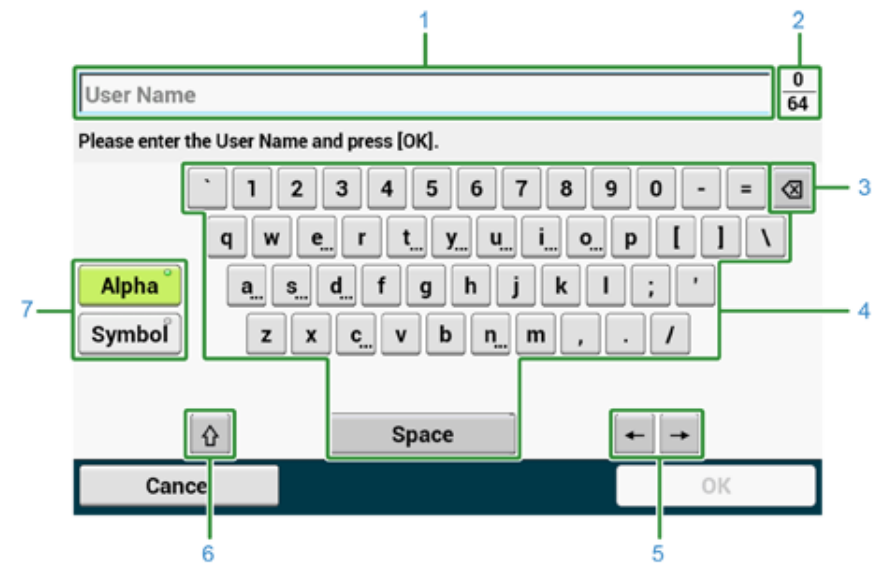 1 2
User Name 0
64
Please enter the User Name and press [OK].
` 1 2 3 4 5 6 7 8 9 0 - = 3
q w e... r t... y... u... i... o... p [ ] \
Alpha a... s... d... f g h j k l ; '
7 4
Symbol z x c... v b n... m , . /
Space ← →
Cancel OK
6 5